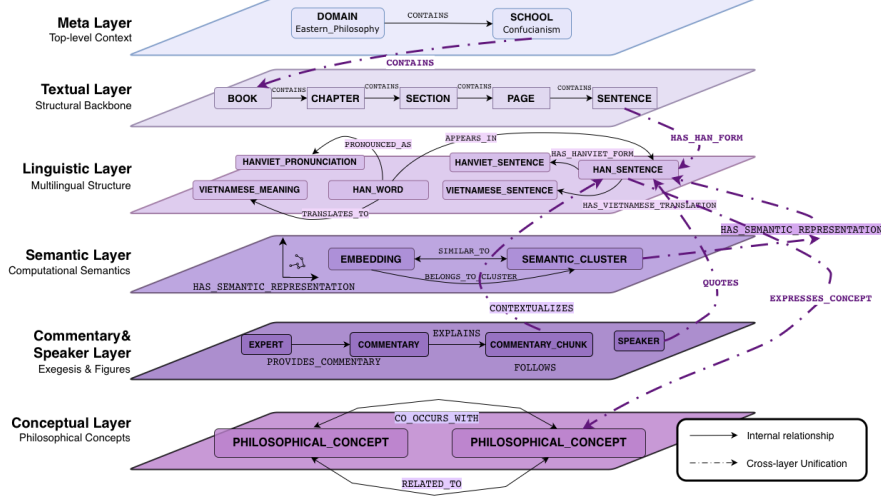 Meta Layer
Top-level Context
DOMAIN
Eastern_Philosophy
CONTAINS
SCHOOL
Confucianism
CONTAINS
Textual Layer
Structural Backbone
BOOK
CONTAINS
CHAPTER
CONTAINS
SECTION
CONTAINS
PAGE
CONTAINS
SENTENCE
HAS_HAN_FORM
Linguistic Layer
Multilingual Structure
PRONOUNCED_AS
APPEARS_IN
HANVIET_PRONUNCIATION
HANVIET_SENTENCE
HAS_HANVIET_FORM
HAN_SENTENCE
VIETNAMESE_MEANING
HAN_WORD
VIETNAMESE_SENTENCE
TRANSLATES_TO
HAS_VIETNAMESE_TRANSLATION
HAS_SEMANTIC_REPRESENTATION
Semantic Layer
Computational Semantics
EMBEDDING
SIMILAR_TO
SEMANTIC_CLUSTER
BELONGS_TO_CLUSTER
HAS_SEMANTIC_REPRESENTATION
QUOTES
EXPRESSES_CONCEPT
CONTEXTUALIZES
Commentary&
Speaker Layer
Exegesis & Figures
EXPERT
PROVIDES_COMMENTARY
COMMENTARY
EXPLAINS
COMMENTARY_CHUNK
FOLLOWS
SPEAKER
Conceptual Layer
Philosophical Concepts
CO_OCCURS_WITH
PHILOSOPHICAL_CONCEPT
PHILOSOPHICAL_CONCEPT
RELATED_TO
Internal relationship
Cross-layer Unification